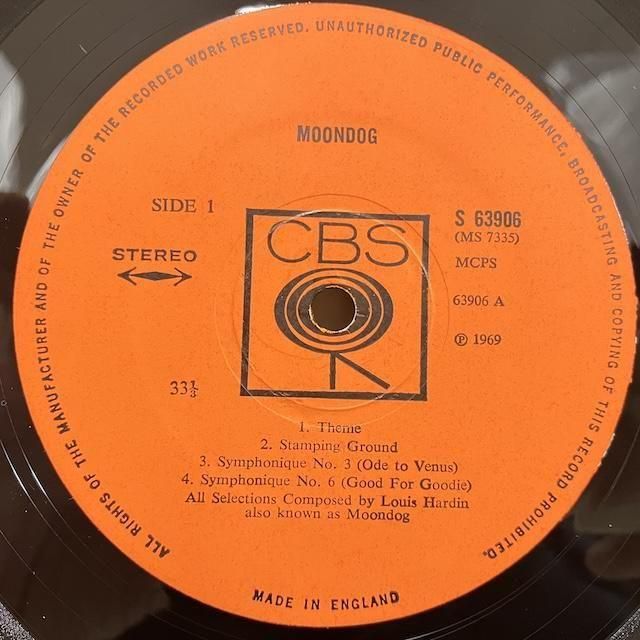 ALL RIGHTS OF THE MANUFACTURER AND OF THE OWNER OF THE RECORDED WORK RESERVED. UNAUTHORIZED PUBLIC PERFORMANCE, BROADCASTING AND COPYING OF THIS RECORD PROHIBITED.
MOONDOG
SIDE 1
S 63906
(MS 7335)
STEREO
MCPS
CBS
63906 A
℗ 1969
33⅓
1. Theme
2. Stamping Ground
3. Symphonique No. 3 (Ode to Venus)
4. Symphonique No. 6 (Good For Goodie)
All Selections Composed by Louis Hardin
also known as Moondog
MADE IN ENGLAND